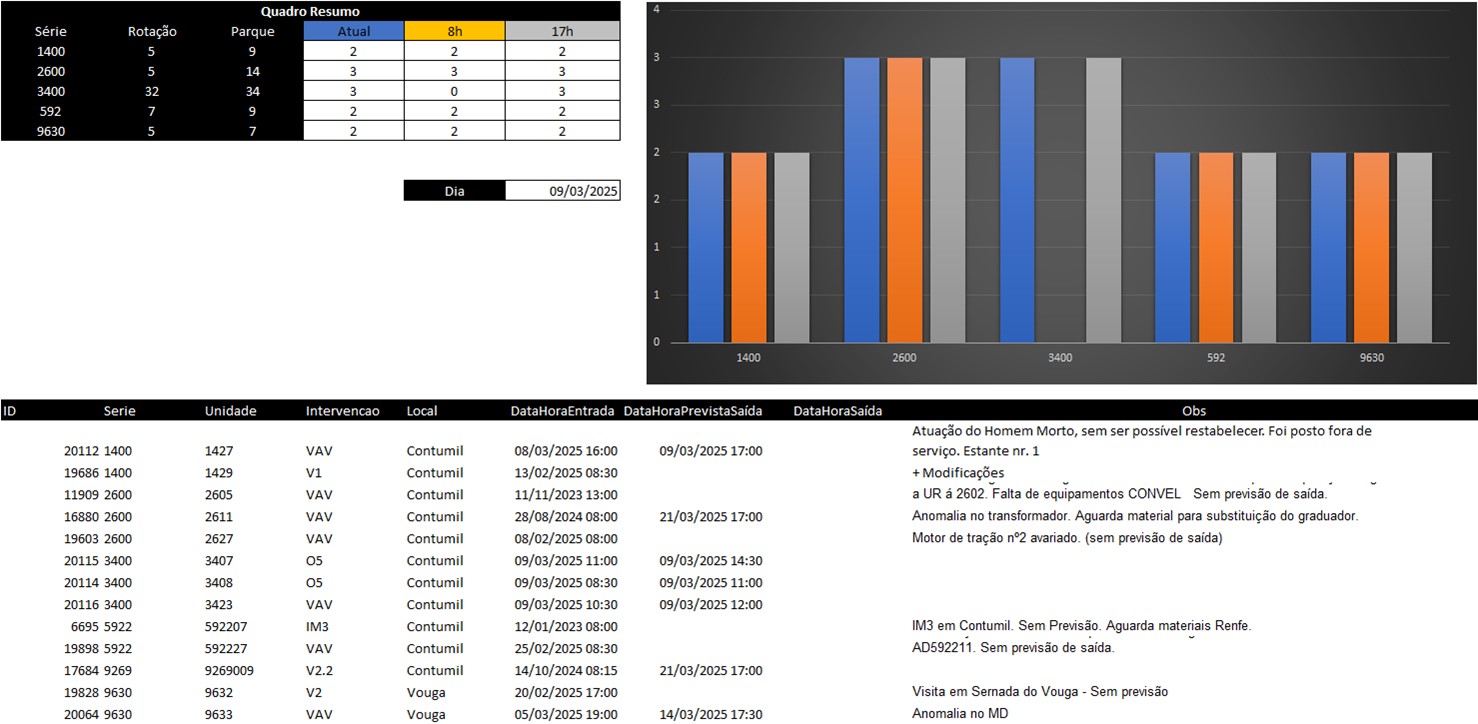 Quadro Resumo
Série Rotação Parque Atual 8h 17h
1400 5 9 2 2 2
2600 5 14 3 3 3
3400 32 34 3 0 3
592 7 9 2 2 2
9630 5 7 2 2 2
Dia 09/03/2025
4
3
3
2
2
1
1
0
1400 2600 3400 592 9630
ID Serie Unidade Intervencao Local DataHoraEntrada DataHoraPrevistaSaída DataHoraSaída Obs
Atuação do Homem Morto, sem ser possível restabelecer. Foi posto fora de
20112 1400 1427 VAV Contumil 08/03/2025 16:00 09/03/2025 17:00 serviço. Estante nr. 1
19686 1400 1429 V1 Contumil 13/02/2025 08:30 + Modificações
11909 2600 2605 VAV Contumil 11/11/2023 13:00 a UR á 2602. Falta de equipamentos CONVEL Sem previsão de saída.
16880 2600 2611 VAV Contumil 28/08/2024 08:00 21/03/2025 17:00 Anomalia no transformador. Aguarda material para substituição do graduador.
19603 2600 2627 VAV Contumil 08/02/2025 08:00 Motor de tração nº2 avariado. (sem previsão de saída)
20115 3400 3407 O5 Contumil 09/03/2025 11:00 09/03/2025 14:30
20114 3400 3408 O5 Contumil 09/03/2025 08:30 09/03/2025 11:00
20116 3400 3423 VAV Contumil 09/03/2025 10:30 09/03/2025 12:00
6695 5922 592207 IM3 Contumil 12/01/2023 08:00 IM3 em Contumil. Sem Previsão. Aguarda materiais Renfe.
19898 5922 592227 VAV Contumil 25/02/2025 08:30 AD592211. Sem previsão de saída.
17684 9269 9269009 V2.2 Contumil 14/10/2024 08:15 21/03/2025 17:00
19828 9630 9632 V2 Vouga 20/02/2025 17:00 Visita em Sernada do Vouga - Sem previsão
20064 9630 9633 VAV Vouga 05/03/2025 19:00 14/03/2025 17:30 Anomalia no MD